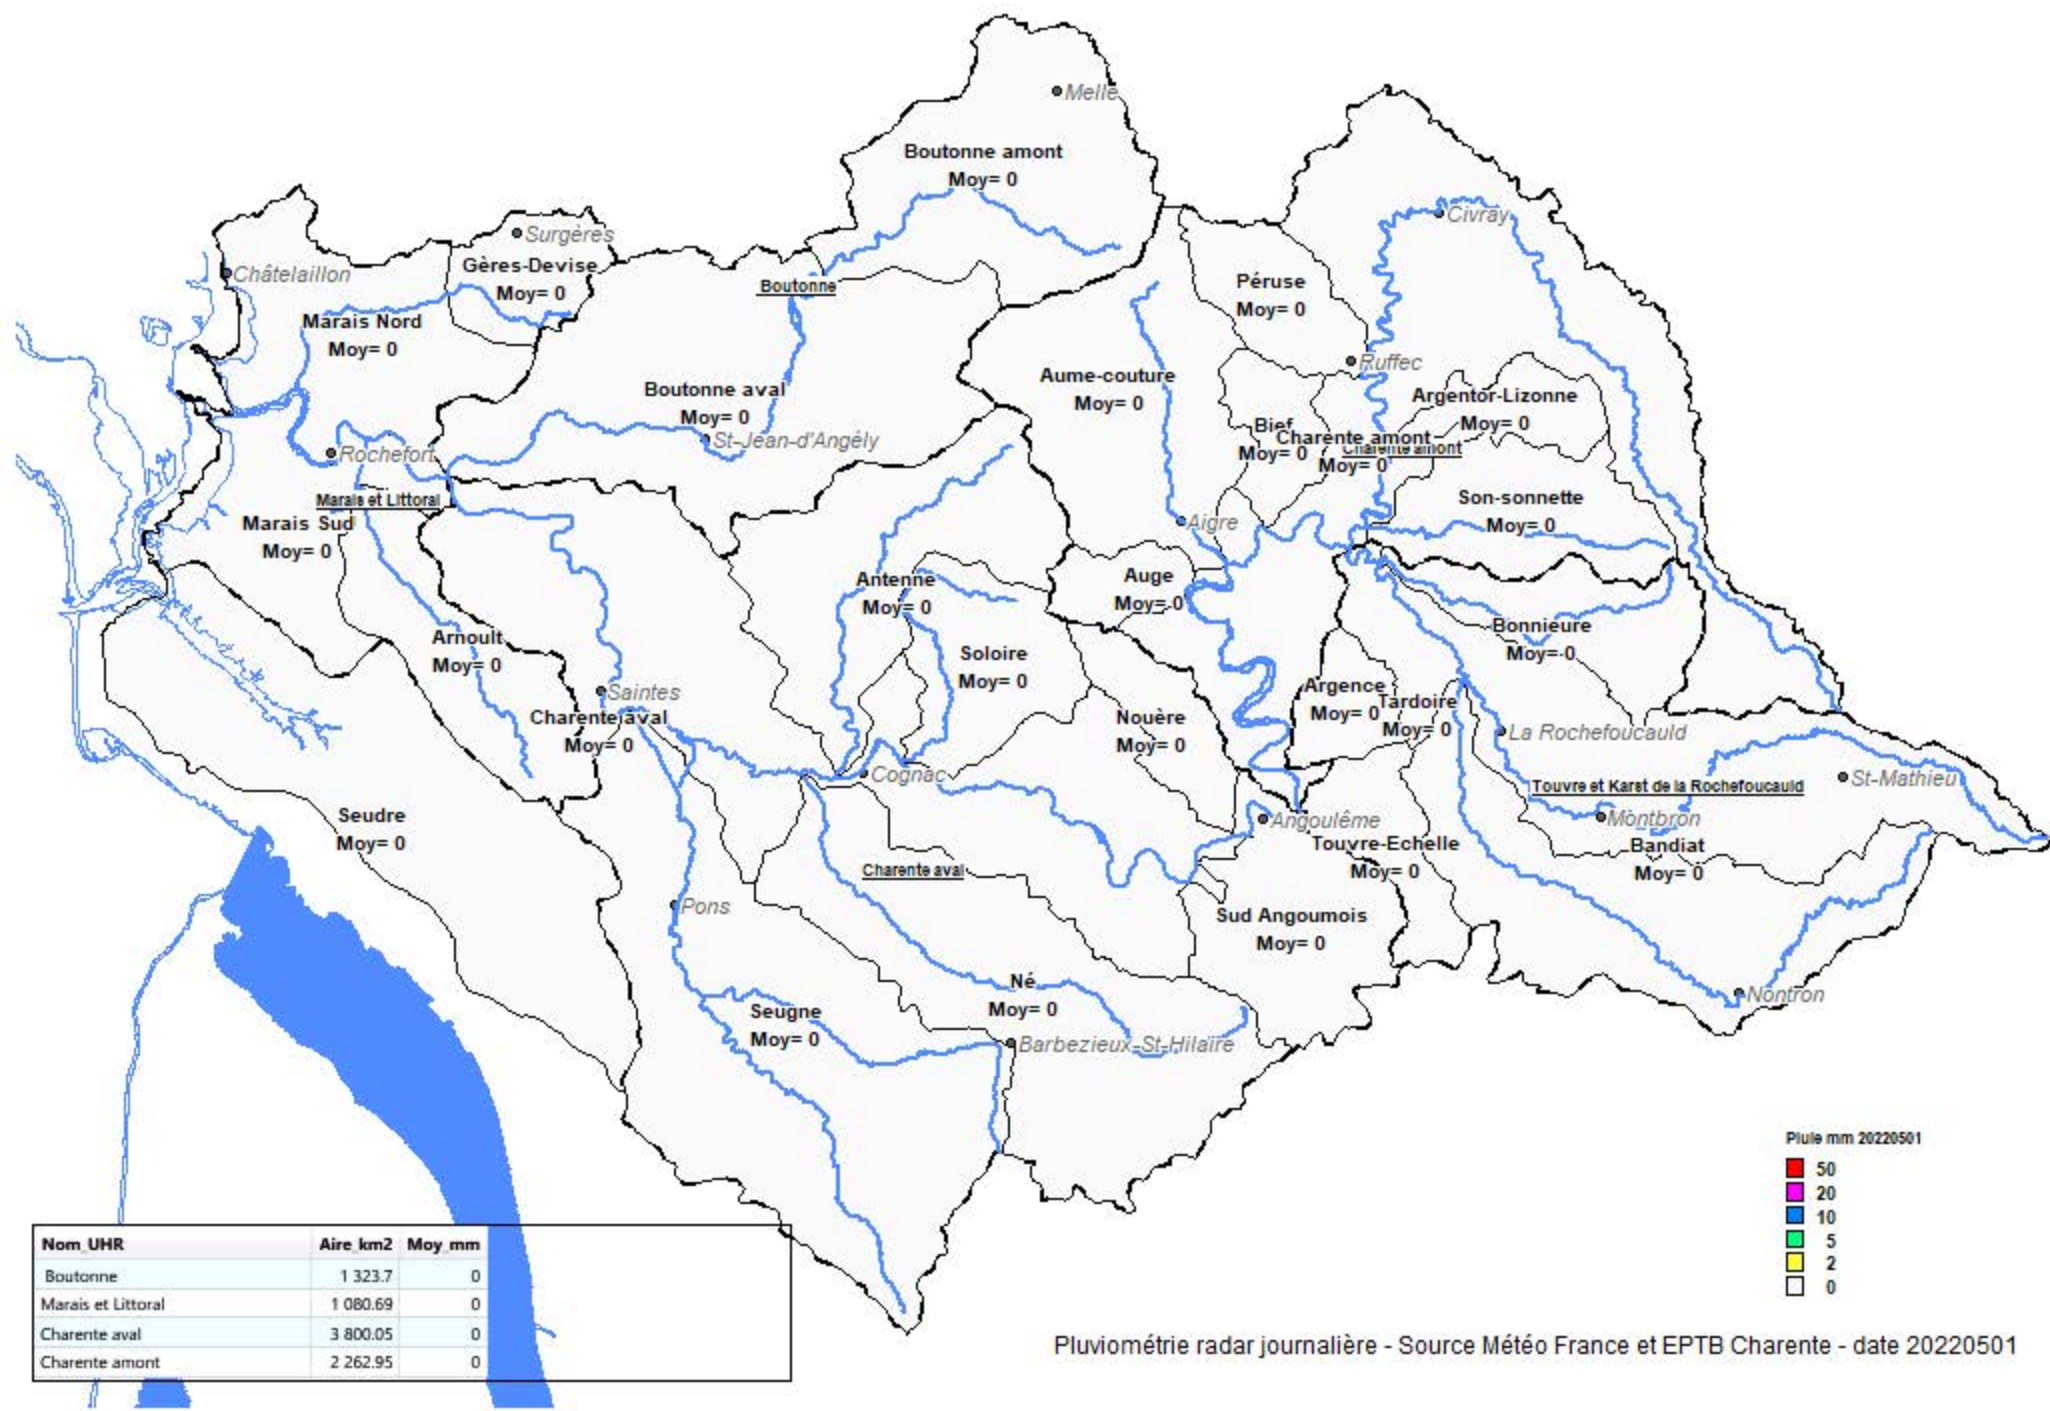 Melle
Boutonne amont
Moy= 0
Civray
Surgères
Châtelaillon
Gères-Devise
Moy= 0
Boutonne
Péruse
Moy= 0
Marais Nord
Moy= 0
Ruffec
Aume-couture
Moy= 0
Boutonne aval
Moy= 0
St-Jean-d'Angély
Argentor-Lizonne
Moy= 0
Bief
Moy= 0
Charente amont
Moy= 0
Charente amont
Rochefort
Marais et Littoral
Marais Sud
Moy= 0
Son-sonnette
Moy= 0
Aigre
Antenne
Moy= 0
Auge
Moy= 0
Arnoult
Moy= 0
Soloire
Moy= 0
Bonnieure
Moy= 0
Saintes
Charente aval
Moy= 0
Nouère
Moy= 0
Argence
Moy= 0
Tardoire
Moy= 0
La Rochefoucauld
Cognac
Touvre et Karst de la Rochefoucauld
St-Mathieu
Seudre
Moy= 0
Angoulême
Montbron
Touvre-Echelle
Moy= 0
Bandiat
Moy= 0
Charente aval
Pons
Sud Angoumois
Moy= 0
Né
Moy= 0
Nontron
Seugne
Moy= 0
Barbezieux-St-Hilaire
Pluie mm 20220501
50
20
10
5
2
0
Nom_UHR Aire_km2 Moy_mm
Boutonne 1 323.7 0
Marais et Littoral 1 080.69 0
Charente aval 3 800.05 0
Charente amont 2 262.95 0
Pluviométrie radar journalière - Source Météo France et EPTB Charente - date 20220501